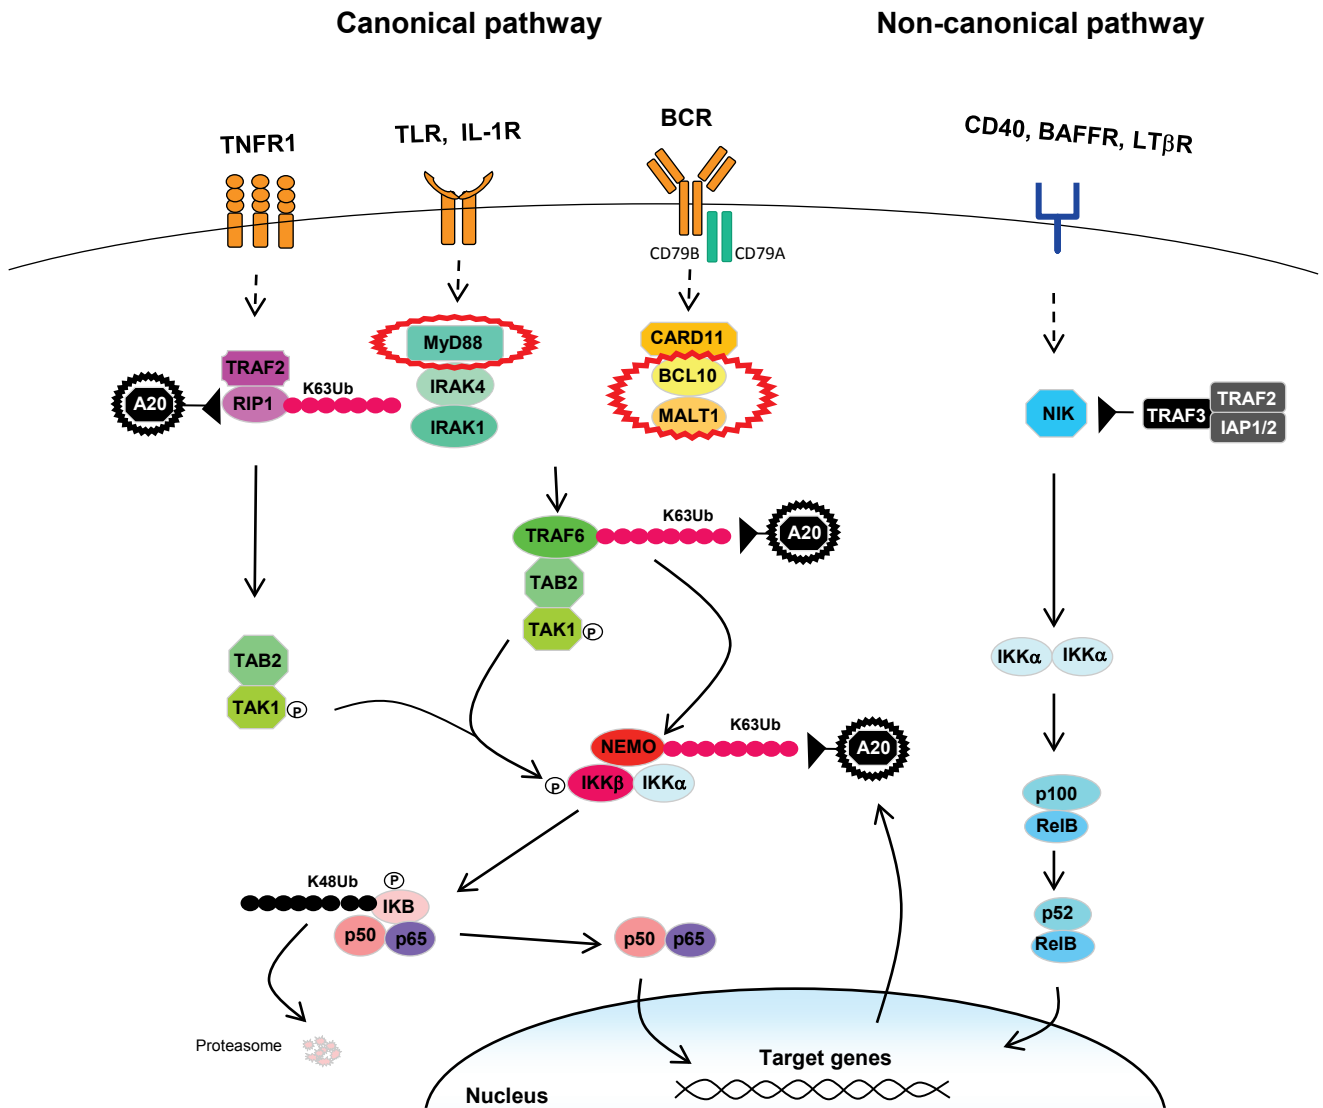 Canonical pathway
Non-canonical pathway
TNFR1
TLR, IL-1R
BCR
CD40, BAFFR, LTβR
CD79B
CD79A
TRAF2
RIP1
K63Ub
A20
MyD88
IRAK4
IRAK1
CARD11
BCL10
MALT1
NIK
TRAF3
TRAF2
IAP1/2
TRAF6
K63Ub
A20
TAB2
TAK1
P
TAB2
TAK1
P
IKKα
IKKα
NEMO
K63Ub
A20
P
IKKβ
IKKα
p100
RelB
K48Ub
P
IKB
p50
p65
p50
p65
p52
RelB
Proteasome
Target genes
Nucleus